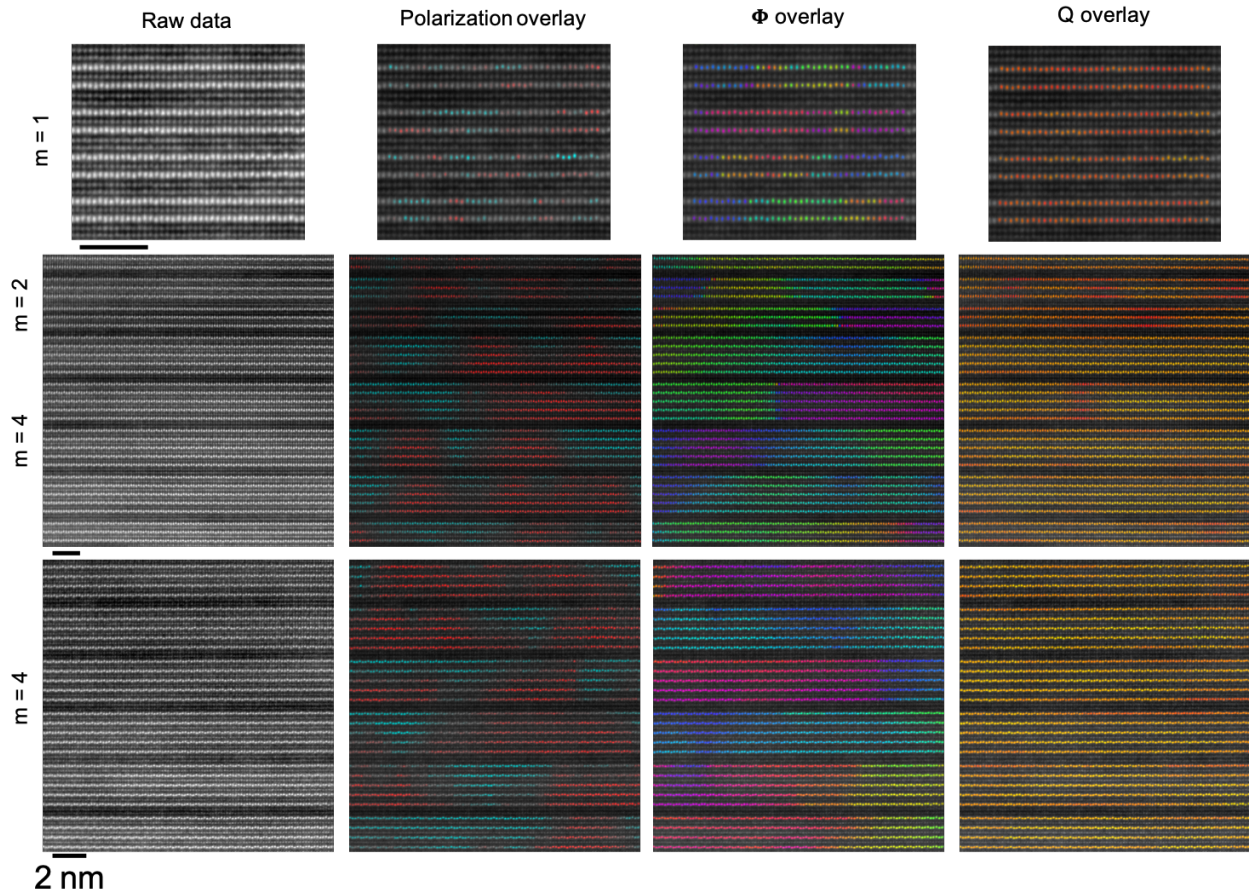 Raw data
Polarization overlay
Φ overlay
Q overlay
m = 1
m = 2
m = 4
m = 4
2 nm